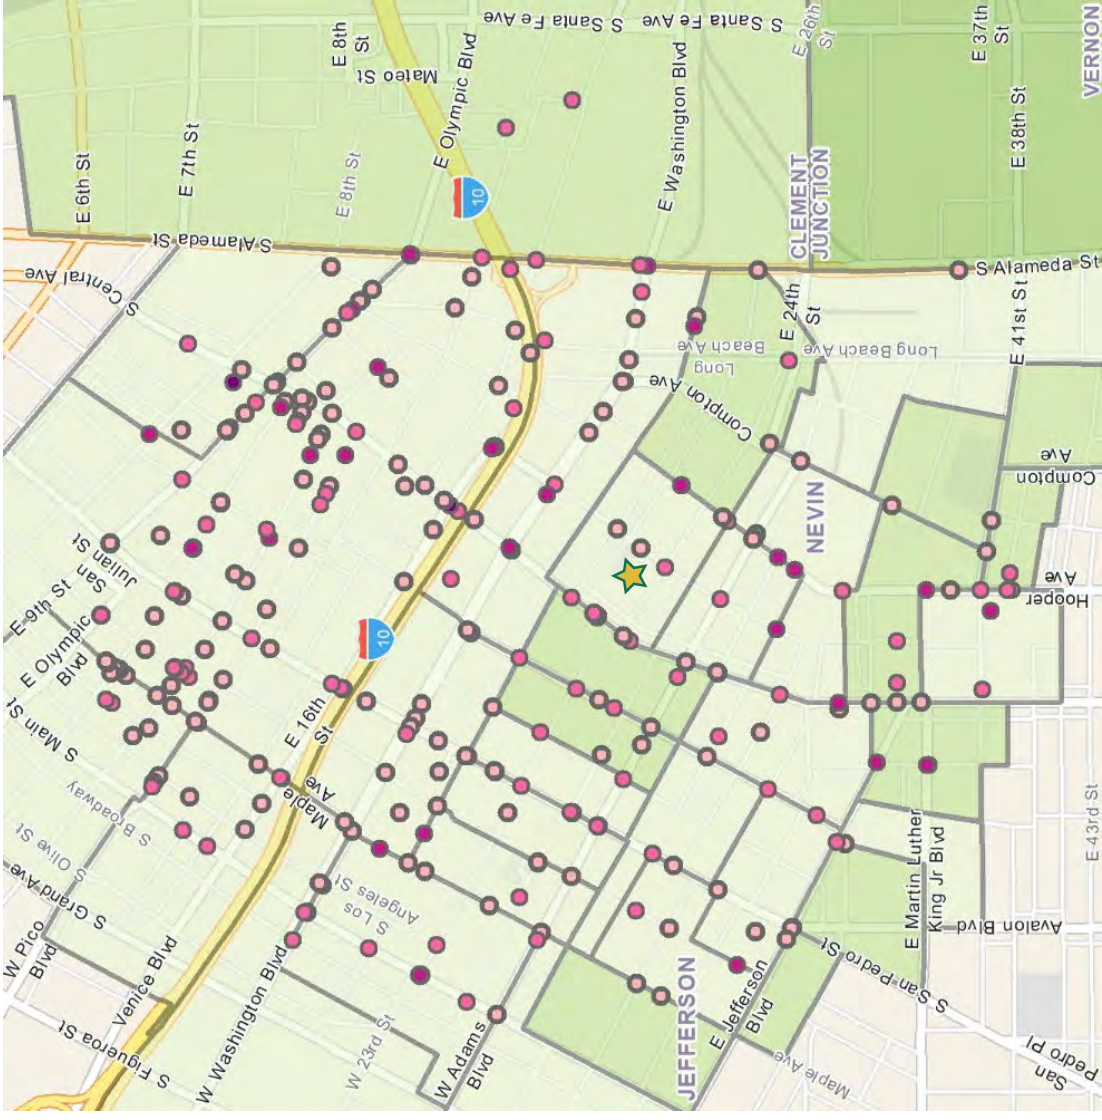 S Santa Fe Ave
S Santa Fe Ave
E 26th
St
E 37th
St
VERNON
E 8th
St
Mateo St
E Olympic Blvd
E Washington Blvd
E 38th St
E 7th St
E 6th St
E 8th St
10
CLEMENT
JUNCTION
S Alameda St
S Alameda St
S Central Ave
E 24th
St
E 41st St
Long
Beach Ave
Long Beach Ave
Compton Ave
Compton
Ave
NEVIN
Julian St
San
E 9th St
Hooper
Ave
E Olympic
Blvd
10
E 16th
St
S Main St
Maple
Ave
S Broadway
S Olive St
S Grand Ave
S Los
Angeles St
E 43rd St
E Martin Luther
King Jr Blvd
Avalon Blvd
W Pico
Blvd
Venice Blvd
W Washington Blvd
S San Pedro St
JEFFERSON
E Jefferson
Blvd
S Figueroa St
W 23rd St
W Adams
Blvd
Maple Ave
San
Pedro Pl